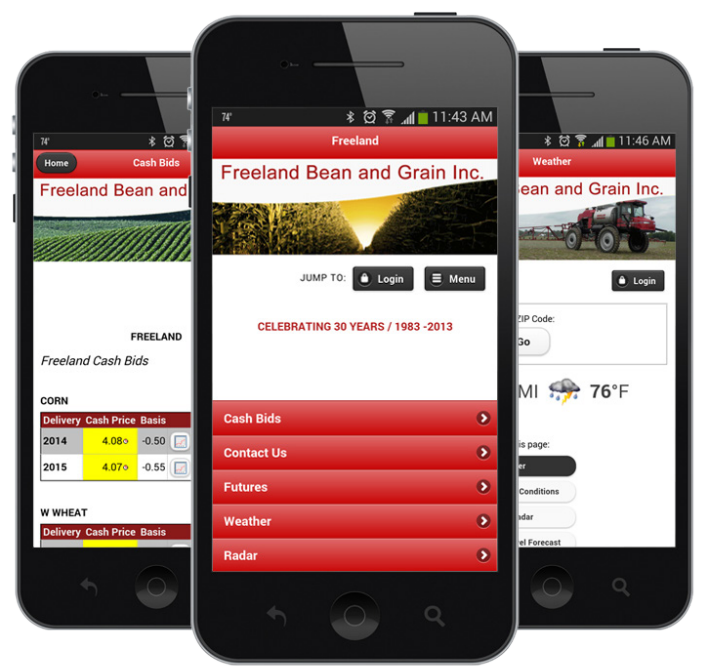 74°
Home
Cash Bids
Freeland Bean and
FREELAND
Freeland Cash Bids
CORN
Delivery Cash Price Basis
2014 4.08 -0.50
2015 4.07 -0.55
W WHEAT
Delivery Cash Price Basis
74° 11:43 AM
Freeland
Freeland Bean and Grain Inc.
JUMP TO: Login Menu
CELEBRATING 30 YEARS / 1983 -2013
Cash Bids
Contact Us
Futures
Weather
Radar
11:46 AM
Weather
Bean and Grain Inc.
Login
ZIP Code:
Go
MI 76°F
is page:
er
Conditions
adar
el Forecast